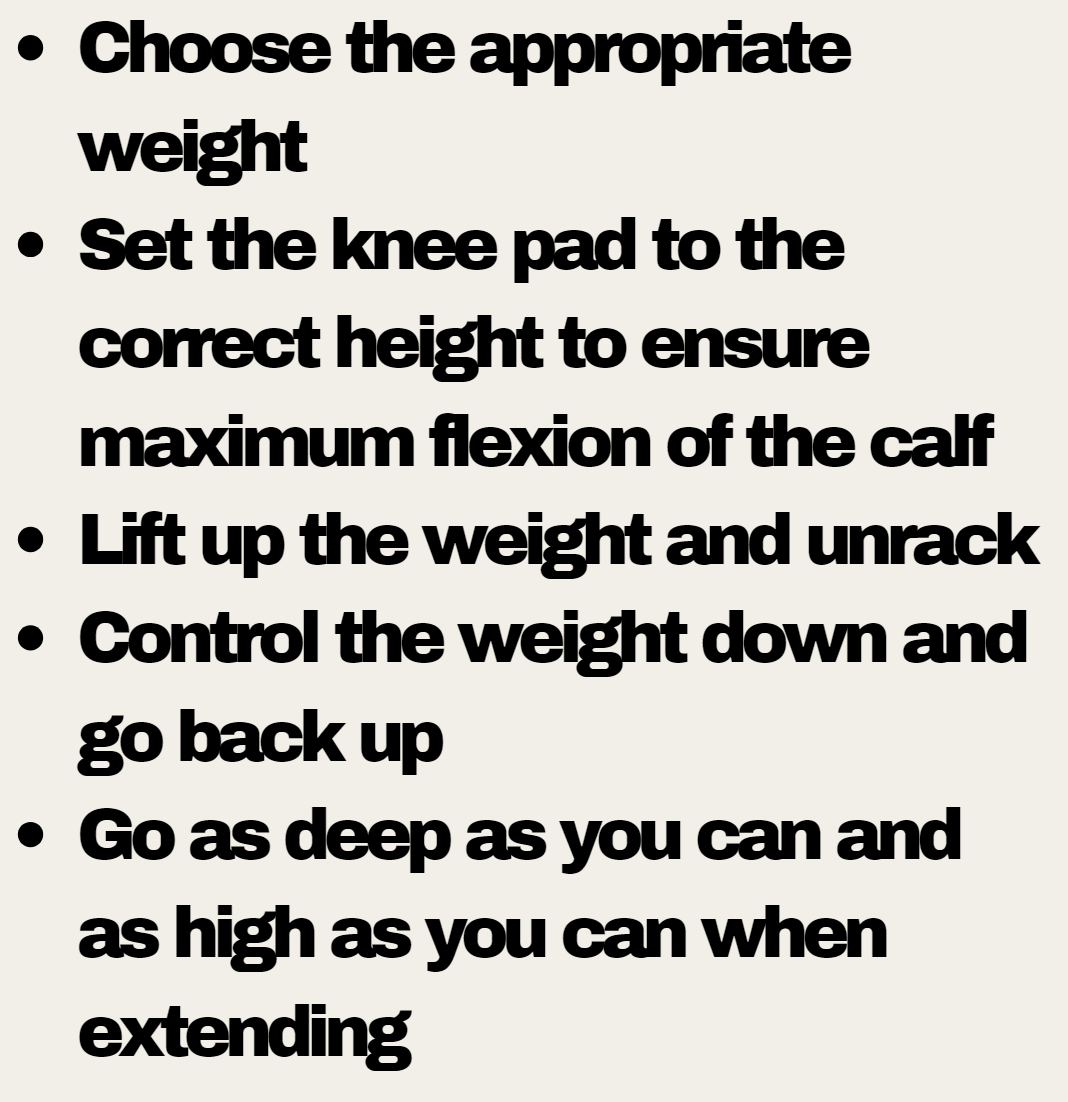 • Choose the appropriate
weight
• Set the knee pad to the
correct height to ensure
maximum flexion of the calf
• Lift up the weight and unrack
• Control the weight down and
go back up
• Go as deep as you can and
as high as you can when
extending